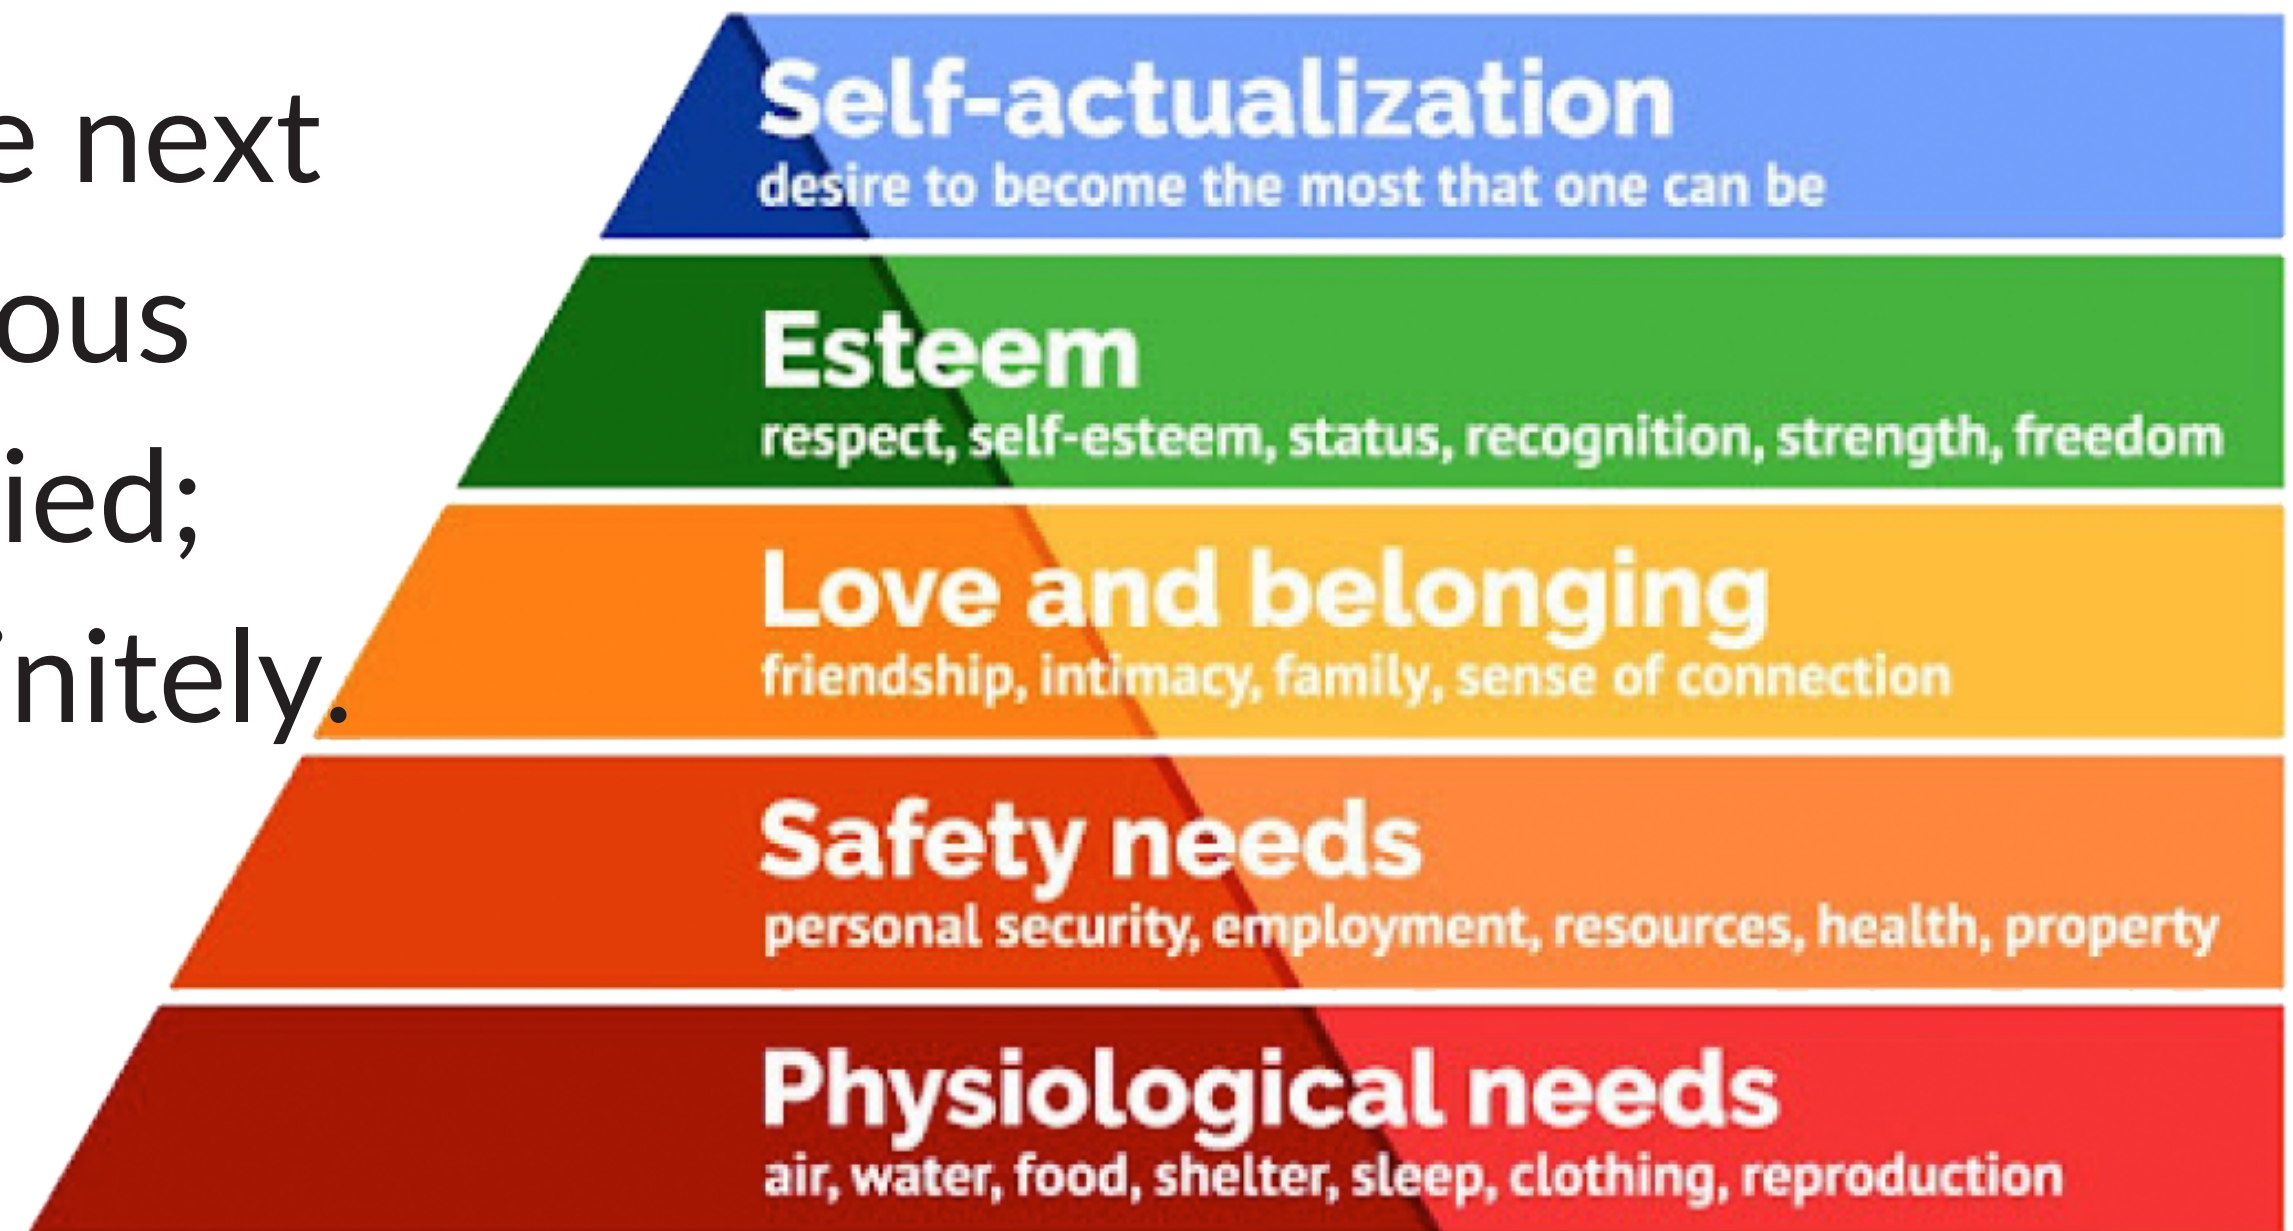 e next
ous
ied;
initely.
Self-actualization
desire to become the most that one can be
Esteem
respect, self-esteem, status, recognition, strength, freedom
Love and belonging
friendship, intimacy, family, sense of connection
Safety needs
personal security, employment, resources, health, property
Physiological needs
air, water, food, shelter, sleep, clothing, reproduction